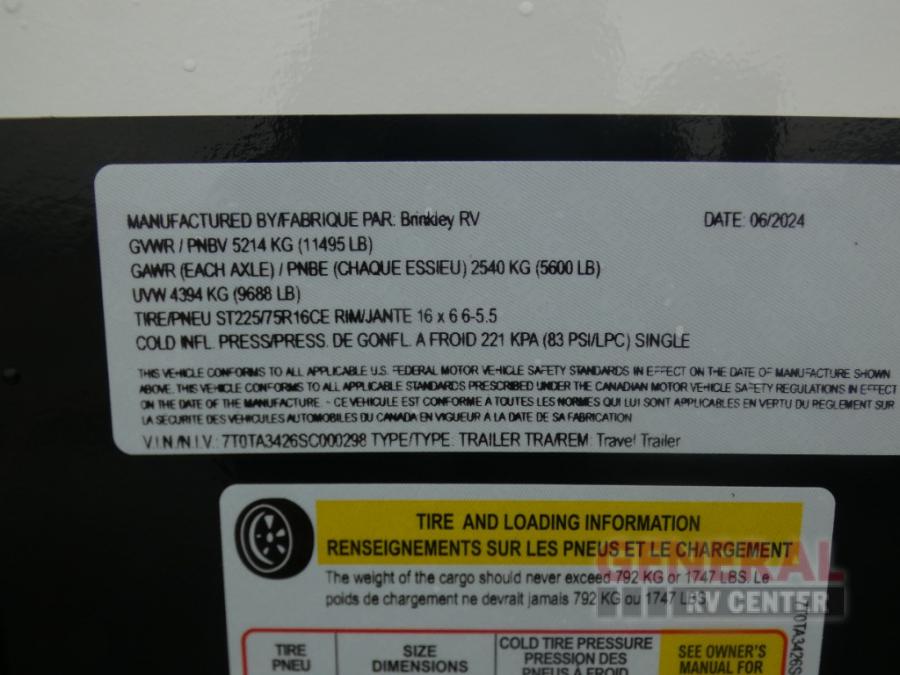 MANUFACTURED BY/FABRIQUE PAR: Brinkley RV DATE: 06/2024
GVWR / PNBV 5214 KG (11495 LB)
GAWR (EACH AXLE) / PNBE (CHAQUE ESSIEU) 2540 KG (5600 LB)
UVW 4394 KG (9688 LB)
TIRE/PNEU ST225/75R16CE RIM/JANTE 16 x 6 6-5.5
COLD INFL. PRESS/PRESS. DE GONFL. A FROID 221 KPA (83 PSI/LPC) SINGLE
THIS VEHICLE CONFORMS TO ALL APPLICABLE U.S. FEDERAL MOTOR VEHICLE SAFETY STANDARDS IN EFFECT ON THE DATE OF MANUFACTURE SHOWN
ABOVE. THIS VEHICLE CONFORMS TO ALL APPLICABLE STANDARDS PRESCRIBED UNDER THE CANADIAN MOTOR VEHICLE SAFETY REGULATIONS IN EFFECT
ON THE DATE OF THE MANUFACTURE - CE VEHICULE EST CONFORME A TOUTES LES NORMES QUI LUI SONT APPLICABLES EN VERTU DU REGLEMENT SUR
LA SECURITE DES VEHICULES AUTOMOBILES DU CANADA EN VIGUEUR A LA DATE DE SA FABRICATION
V.I.N./N.I.V.: 7T0TA3426SC000298 TYPE/TYPE: TRAILER TRA/REM: Travel Trailer
TIRE AND LOADING INFORMATION
RENSEIGNEMENTS SUR LES PNEUS ET LE CHARGEMENT
The weight of the cargo should never exceed 792 KG or 1747 LBS. Le
poids de chargement ne devrait jamais 792 KG ou 1747 LBS.
GENERAL
RV CENTER
7T0TA3426S
TIRE
PNEU
SIZE
DIMENSIONS
COLD TIRE PRESSURE
PRESSION DES
PNEUS À FROID
SEE OWNER'S
MANUAL FOR